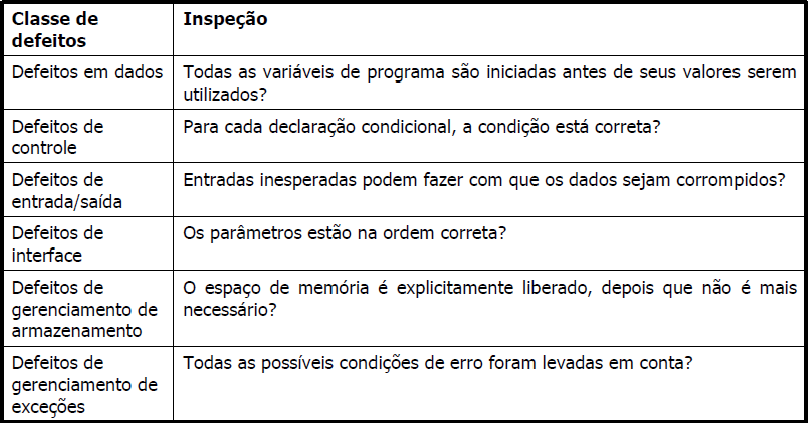 Classe de defeitos
Inspeção
Defeitos em dados
Todas as variáveis de programa são iniciadas antes de seus valores serem
utilizados?
Defeitos de
controle
Para cada declaração condicional, a condição está correta?
Defeitos de
entrada/saída
Entradas inesperadas podem fazer com que os dados sejam corrompidos?
Defeitos de
interface
Os parâmetros estão na ordem correta?
Defeitos de
gerenciamento de
armazenamento
O espaço de memória é explicitamente liberado, depois que não é mais
necessário?
Defeitos de
gerenciamento de
exceções
Todas as possíveis condições de erro foram levadas em conta?